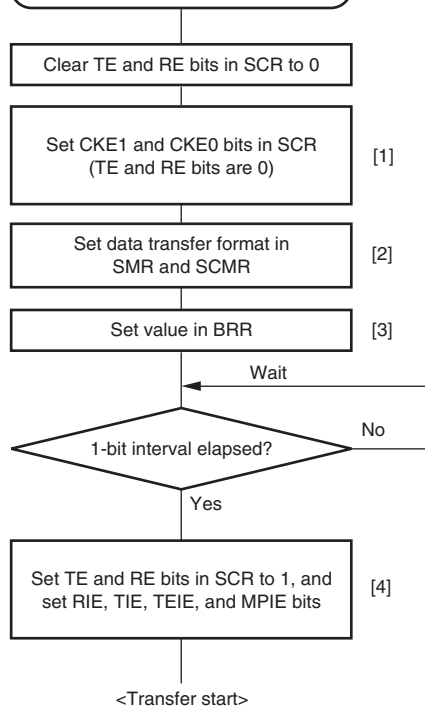 Clear TE and RE bits in SCR to 0
Set CKE1 and CKE0 bits in SCR
(TE and RE bits are 0)
[1]
Set data transfer format in
SMR and SCMR
[2]
Set value in BRR
[3]
Wait
1-bit interval elapsed?
No
Yes
Set TE and RE bits in SCR to 1, and
set RIE, TIE, TEIE, and MPIE bits
[4]
<Transfer start>